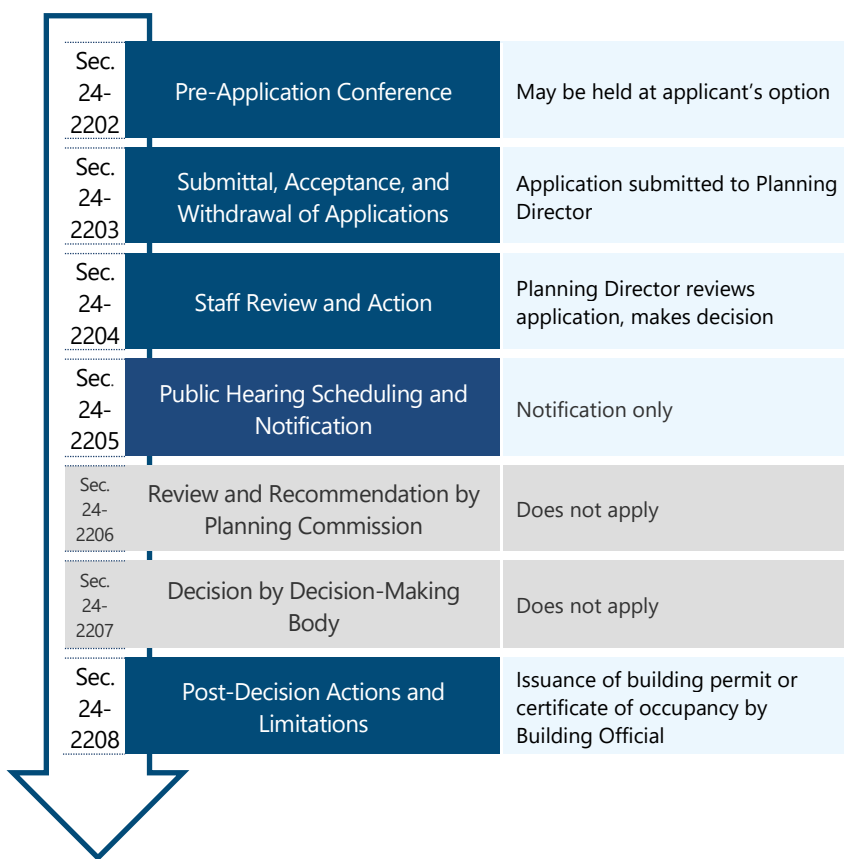 Sec.
24-
2202
Pre-Application Conference
May be held at applicant’s option
Sec.
24-
2203
Submittal, Acceptance, and
Withdrawal of Applications
Application submitted to Planning
Director
Sec.
24-
2204
Staff Review and Action
Planning Director reviews
application, makes decision
Sec.
24-
2205
Public Hearing Scheduling and
Notification
Notification only
Sec.
24-
2206
Review and Recommendation by
Planning Commission
Does not apply
Sec.
24-
2207
Decision by Decision-Making
Body
Does not apply
Sec.
24-
2208
Post-Decision Actions and
Limitations
Issuance of building permit or
certificate of occupancy by
Building Official